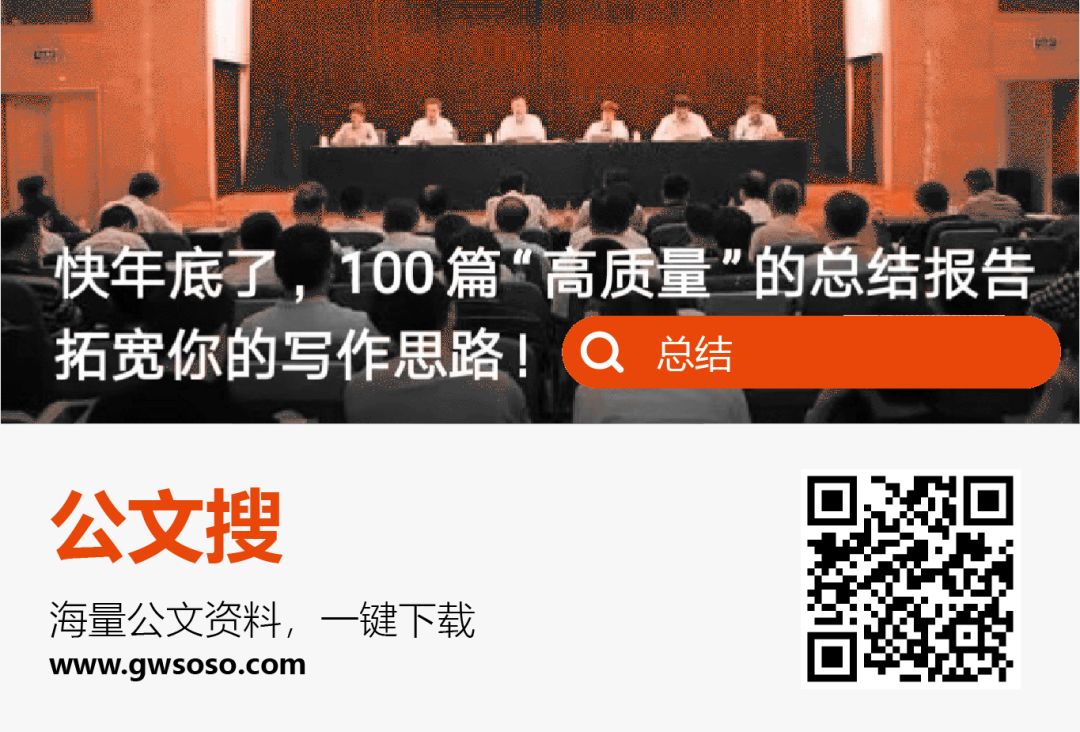 快年底了，100篇“高质量”的总结报告
拓宽你的写作思路！
总结
公文搜
海量公文资料，一键下载
www.gwsoso.com